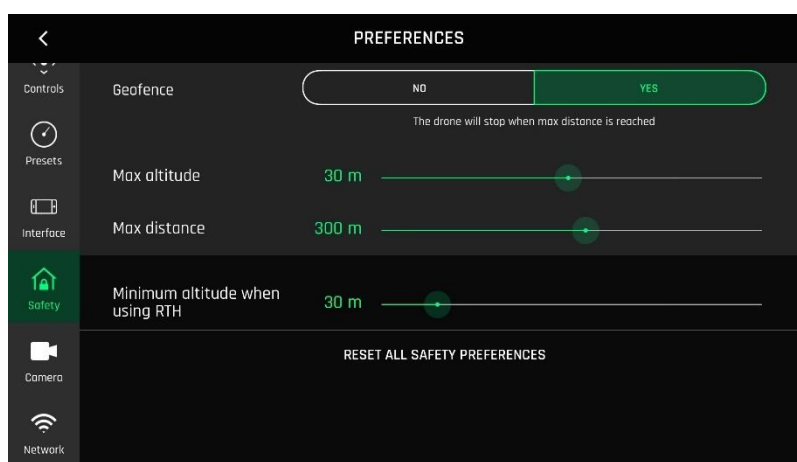 PREFERENCES
Controls
Geofence
NO
YES
The drone will stop when max distance is reached
Presets
Max altitude
30 m
Interface
Max distance
300 m
Safety
Minimum altitude when
using RTH
30 m
RESET ALL SAFETY PREFERENCES
Camera
Network